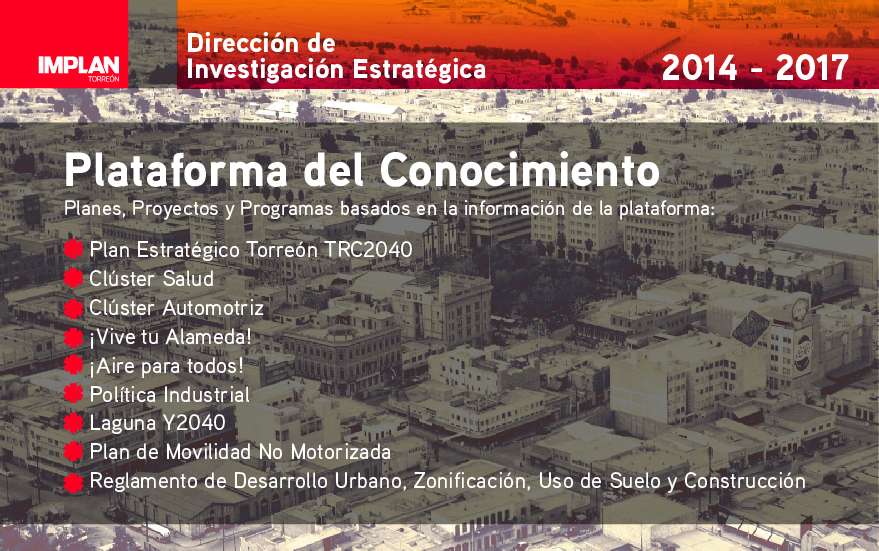 IMPLAN
TORREÓN
Dirección de
Investigación Estratégica
2014 - 2017
Plataforma del Conocimiento
Planes, Proyectos y Programas basados en la información de la plataforma:
Plan Estratégico Torreón TRC2040
Clúster Salud
Clúster Automotriz
¡Vive tu Alameda!
¡Aire para todos!
Política Industrial
Laguna Y2040
Plan de Movilidad No Motorizada
Reglamento de Desarrollo Urbano, Zonificación, Uso de Suelo y Construcción